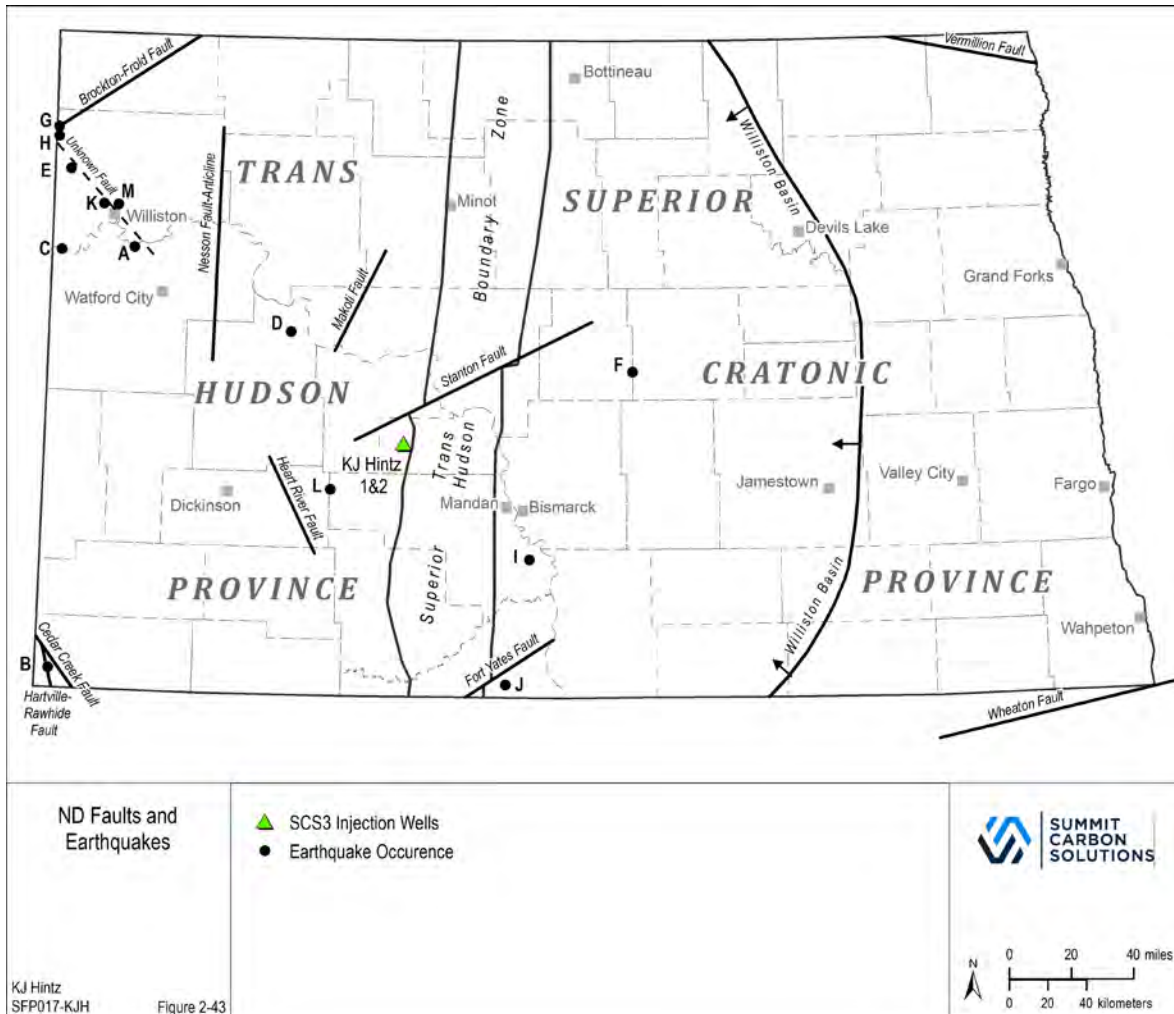 Brockton-Froid Fault
Vermillion Fault
Bottineau
Zone
G
H
Unknown Fault
E
Williston Basin
TRANS
Nesson Fault-Anticline
SUPERIOR
K
M
Williston
Minot
Boundary
Devils Lake
C
A
Grand Forks
Watford City
Makoti Fault
D
Stanton Fault
F
HUDSON
CRATONIC
Trans
Hudson
KJ Hintz
1&2
Heart River Fault
L
Dickinson
Mandan
Bismarck
Jamestown
Valley City
Fargo
I
Superior
PROVINCE
PROVINCE
Williston Basin
Wahpeton
Cedar Creek Fault
B
Fort Yates Fault
J
Hartville-
Rawhide
Fault
Wheaton Fault
ND Faults and
Earthquakes
SCS3 Injection Wells
Earthquake Occurence
SUMMIT
CARBON
SOLUTIONS
N
0 20 40 miles
0 20 40 kilometers
KJ Hintz
SFP017-KJH Figure 2-43